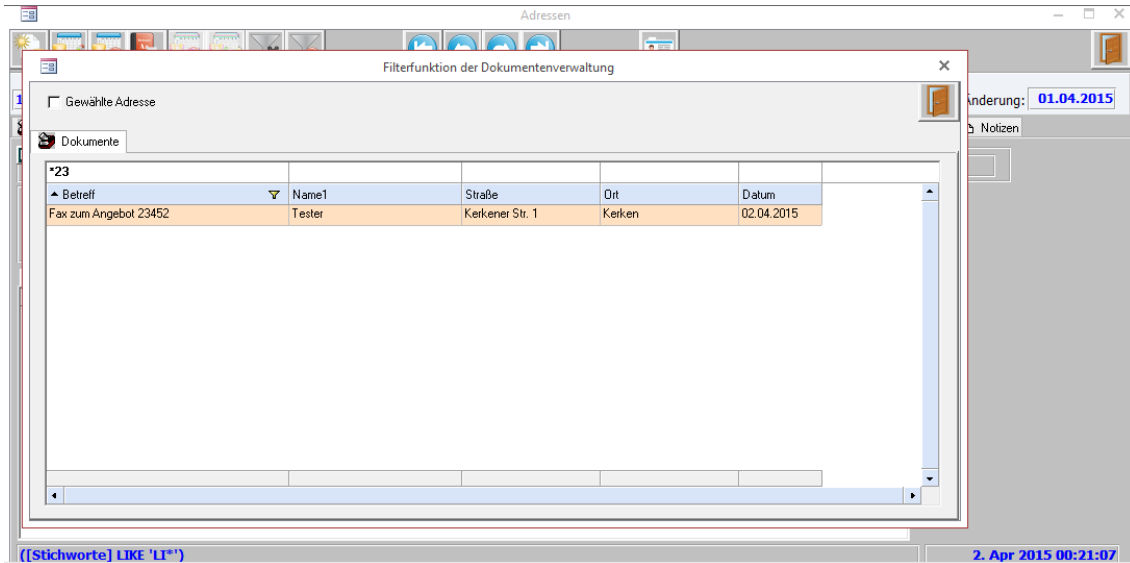 Adressen
Filterfunktion der Dokumentenverwaltung
Gewählte Adresse
Änderung: 01.04.2015
Notizen
Dokumente
*23
Betreff Name1 Straße Ort Datum
Fax zum Angebot 23452 Tester Kerkener Str. 1 Kerken 02.04.2015
([Stichworte] LIKE 'LI*') 2. Apr 2015 00:21:07